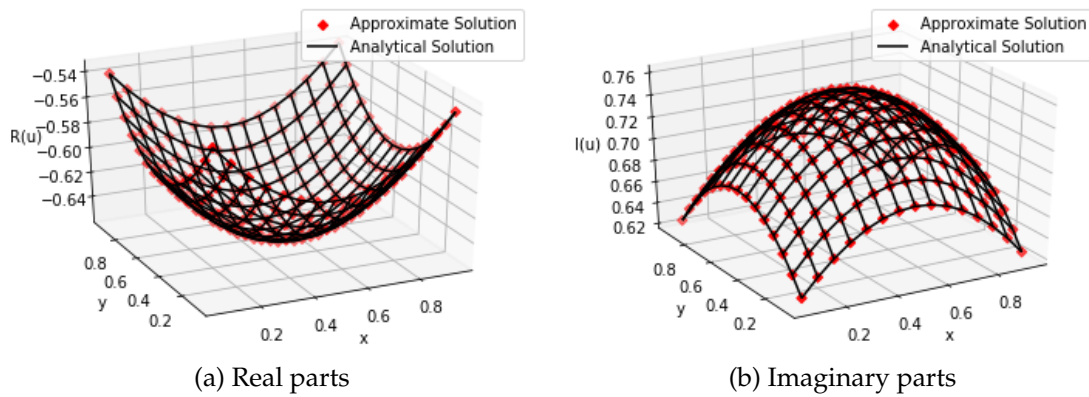 Approximate Solution
Analytical Solution
−0.54
−0.56
−0.58
R(u)
−0.60
−0.62
−0.64
0.8
0.6
y
0.4
0.2
0.2
0.4
0.6
0.8
x
(a) Real parts
Approximate Solution
Analytical Solution
0.76
0.74
0.72
I(u)
0.70
0.68
0.66
0.64
0.62
0.8
0.6
y
0.4
0.2
0.2
0.4
0.6
0.8
x
(b) Imaginary parts